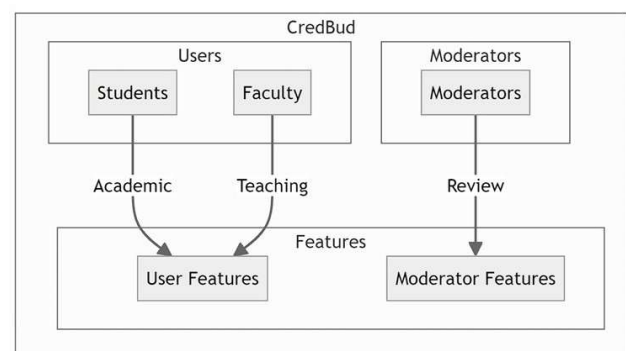 CredBud
Users
Moderators
Students
Faculty
Moderators
Academic
Teaching
Review
Features
User Features
Moderator Features